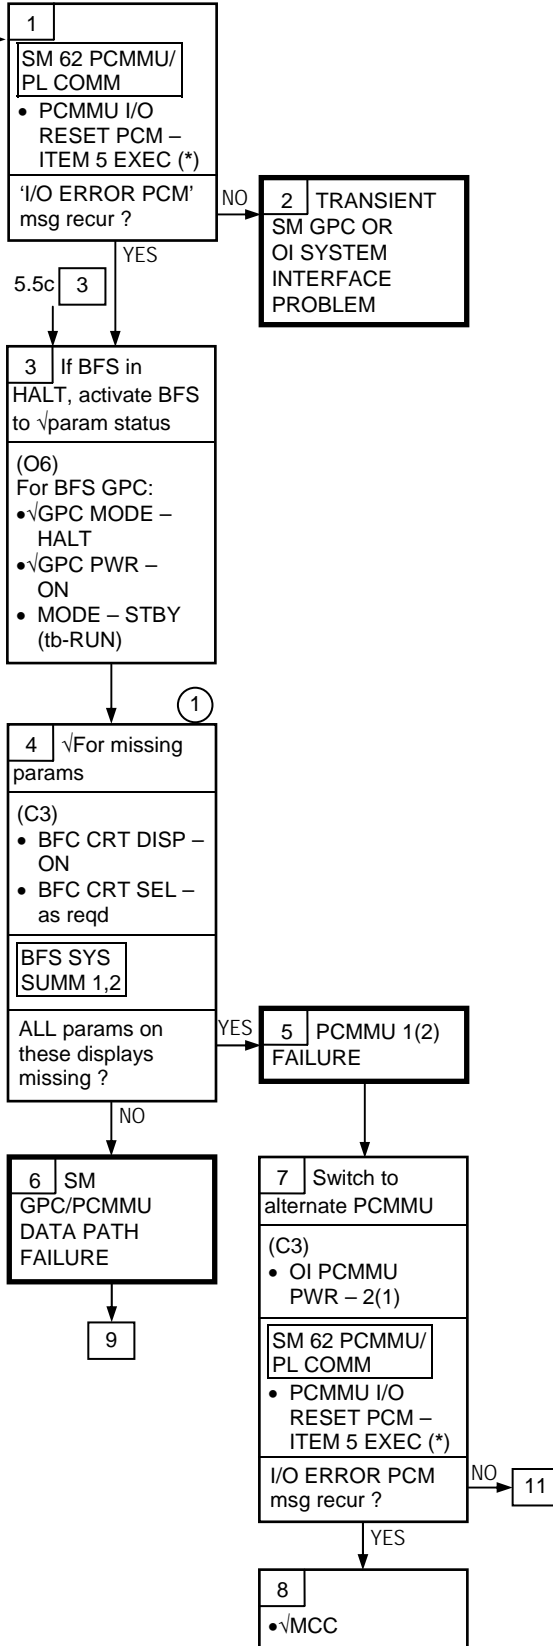 1
SM 62 PCMMU/
PL COMM
• PCMMU I/O
RESET PCM –
ITEM 5 EXEC (*)
'I/O ERROR PCM'
msg recur ?
NO
YES
2 TRANSIENT
SM GPC OR
OI SYSTEM
INTERFACE
PROBLEM
5.5c 3
3 If BFS in
HALT, activate BFS
to √param status
(O6)
For BFS GPC:
•√GPC MODE –
HALT
•√GPC PWR –
ON
• MODE – STBY
(tb-RUN)
1
4 √For missing
params
(C3)
• BFC CRT DISP –
ON
• BFC CRT SEL –
as reqd
BFS SYS
SUMM 1,2
ALL params on
these displays
missing ?
YES
NO
5 PCMMU 1(2)
FAILURE
6 SM
GPC/PCMMU
DATA PATH
FAILURE
9
7 Switch to
alternate PCMMU
(C3)
• OI PCMMU
PWR – 2(1)
SM 62 PCMMU/
PL COMM
• PCMMU I/O
RESET PCM –
ITEM 5 EXEC (*)
I/O ERROR PCM
msg recur ?
NO
11
YES
8
•√MCC